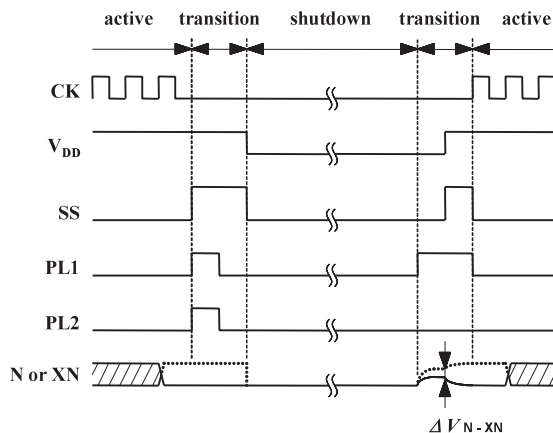 active transition shutdown transition active
CK
VDD
SS
PL1
PL2
N or XN
ΔVN-XN